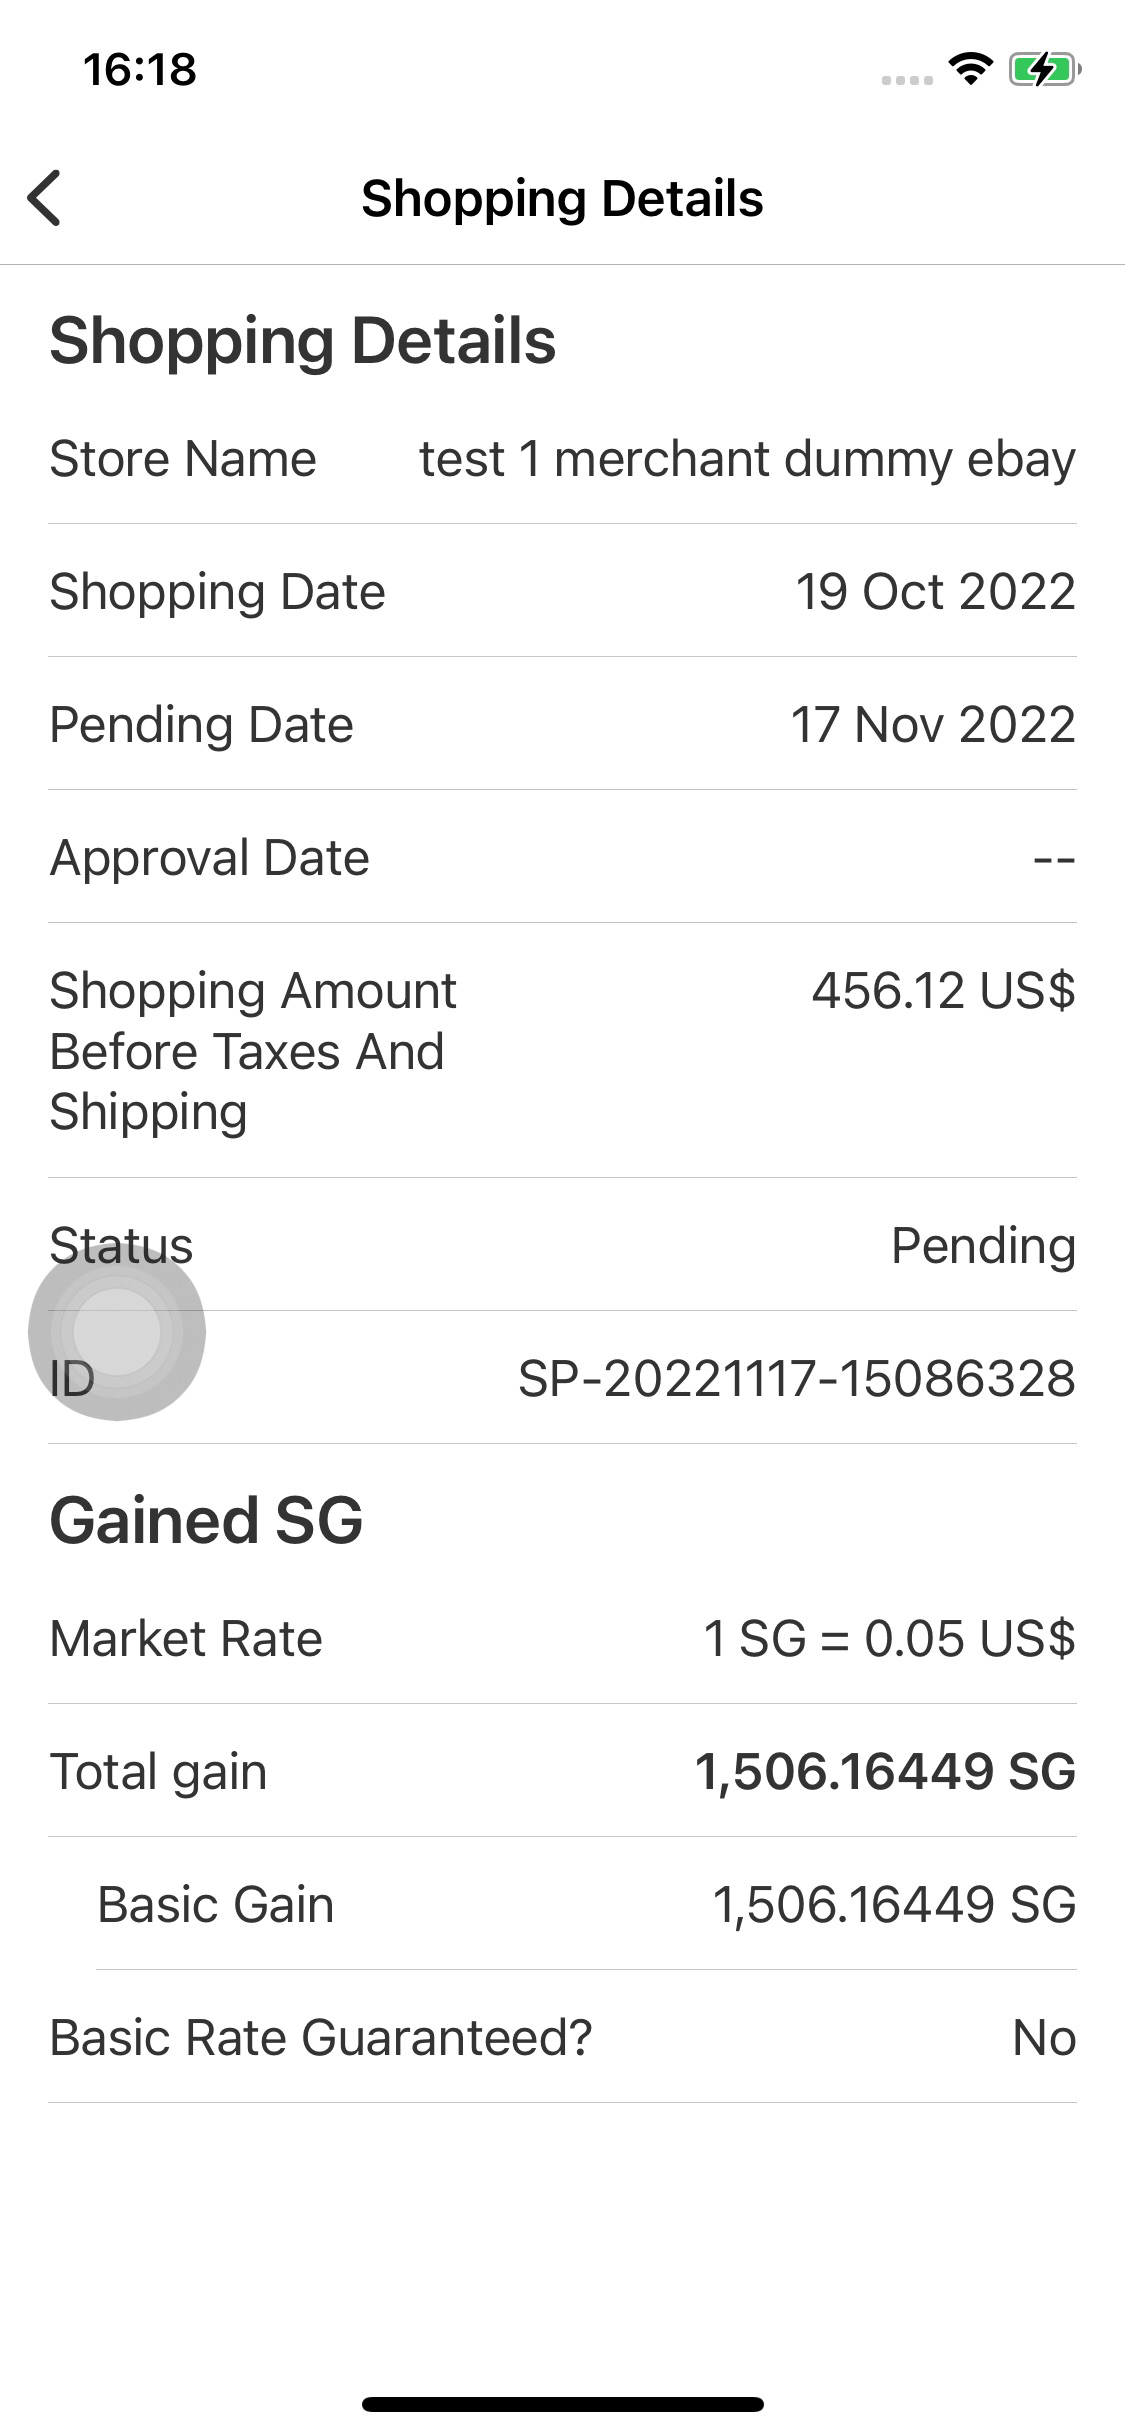 16:18
Shopping Details
Shopping Details
Store Name test 1 merchant dummy ebay
Shopping Date 19 Oct 2022
Pending Date 17 Nov 2022
Approval Date --
Shopping Amount 456.12 US$
Before Taxes And
Shipping
Status Pending
ID SP-20221117-15086328
Gained SG
Market Rate 1 SG = 0.05 US$
Total gain 1,506.16449 SG
Basic Gain 1,506.16449 SG
Basic Rate Guaranteed? No